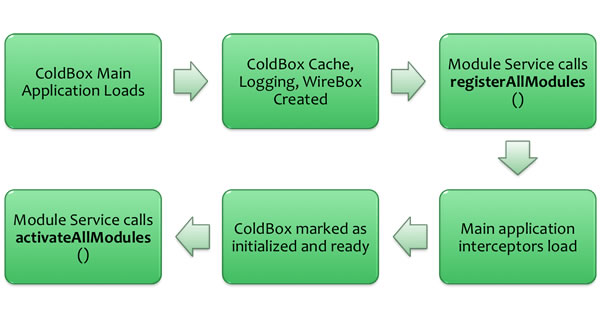 ColdBox Main
Application Loads
ColdBox Cache,
Logging, WireBox
Created
Module Service calls
registerAllModules
()
Main application
interceptors load
ColdBox marked as
initialized and ready
Module Service calls
activateAllModules
()